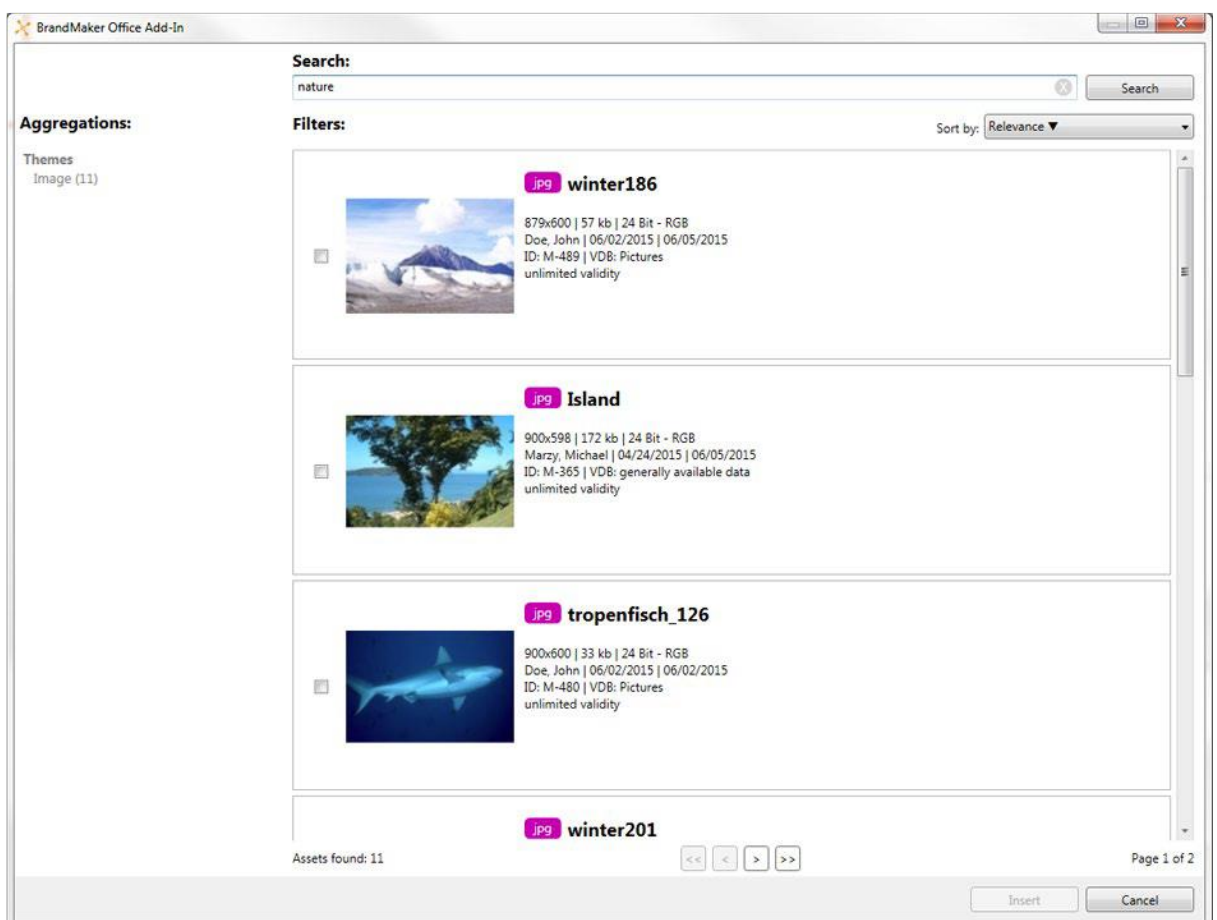 BrandMaker Office Add-In
Search:
nature
X
Search
Aggregations:
Filters:
Sort by: Relevance ▼
Themes
Image (11)
jpg winter186
879x600 | 57 kb | 24 Bit - RGB
Doe, John | 06/02/2015 | 06/05/2015
ID: M-489 | VDB: Pictures
unlimited validity
jpg Island
900x598 | 172 kb | 24 Bit - RGB
Marzy, Michael | 04/24/2015 | 06/05/2015
ID: M-365 | VDB: generally available data
unlimited validity
jpg tropenfisch_126
900x600 | 33 kb | 24 Bit - RGB
Doe, John | 06/02/2015 | 06/02/2015
ID: M-480 | VDB: Pictures
unlimited validity
jpg winter201
Assets found: 11
<< < > >>
Page 1 of 2
Insert
Cancel